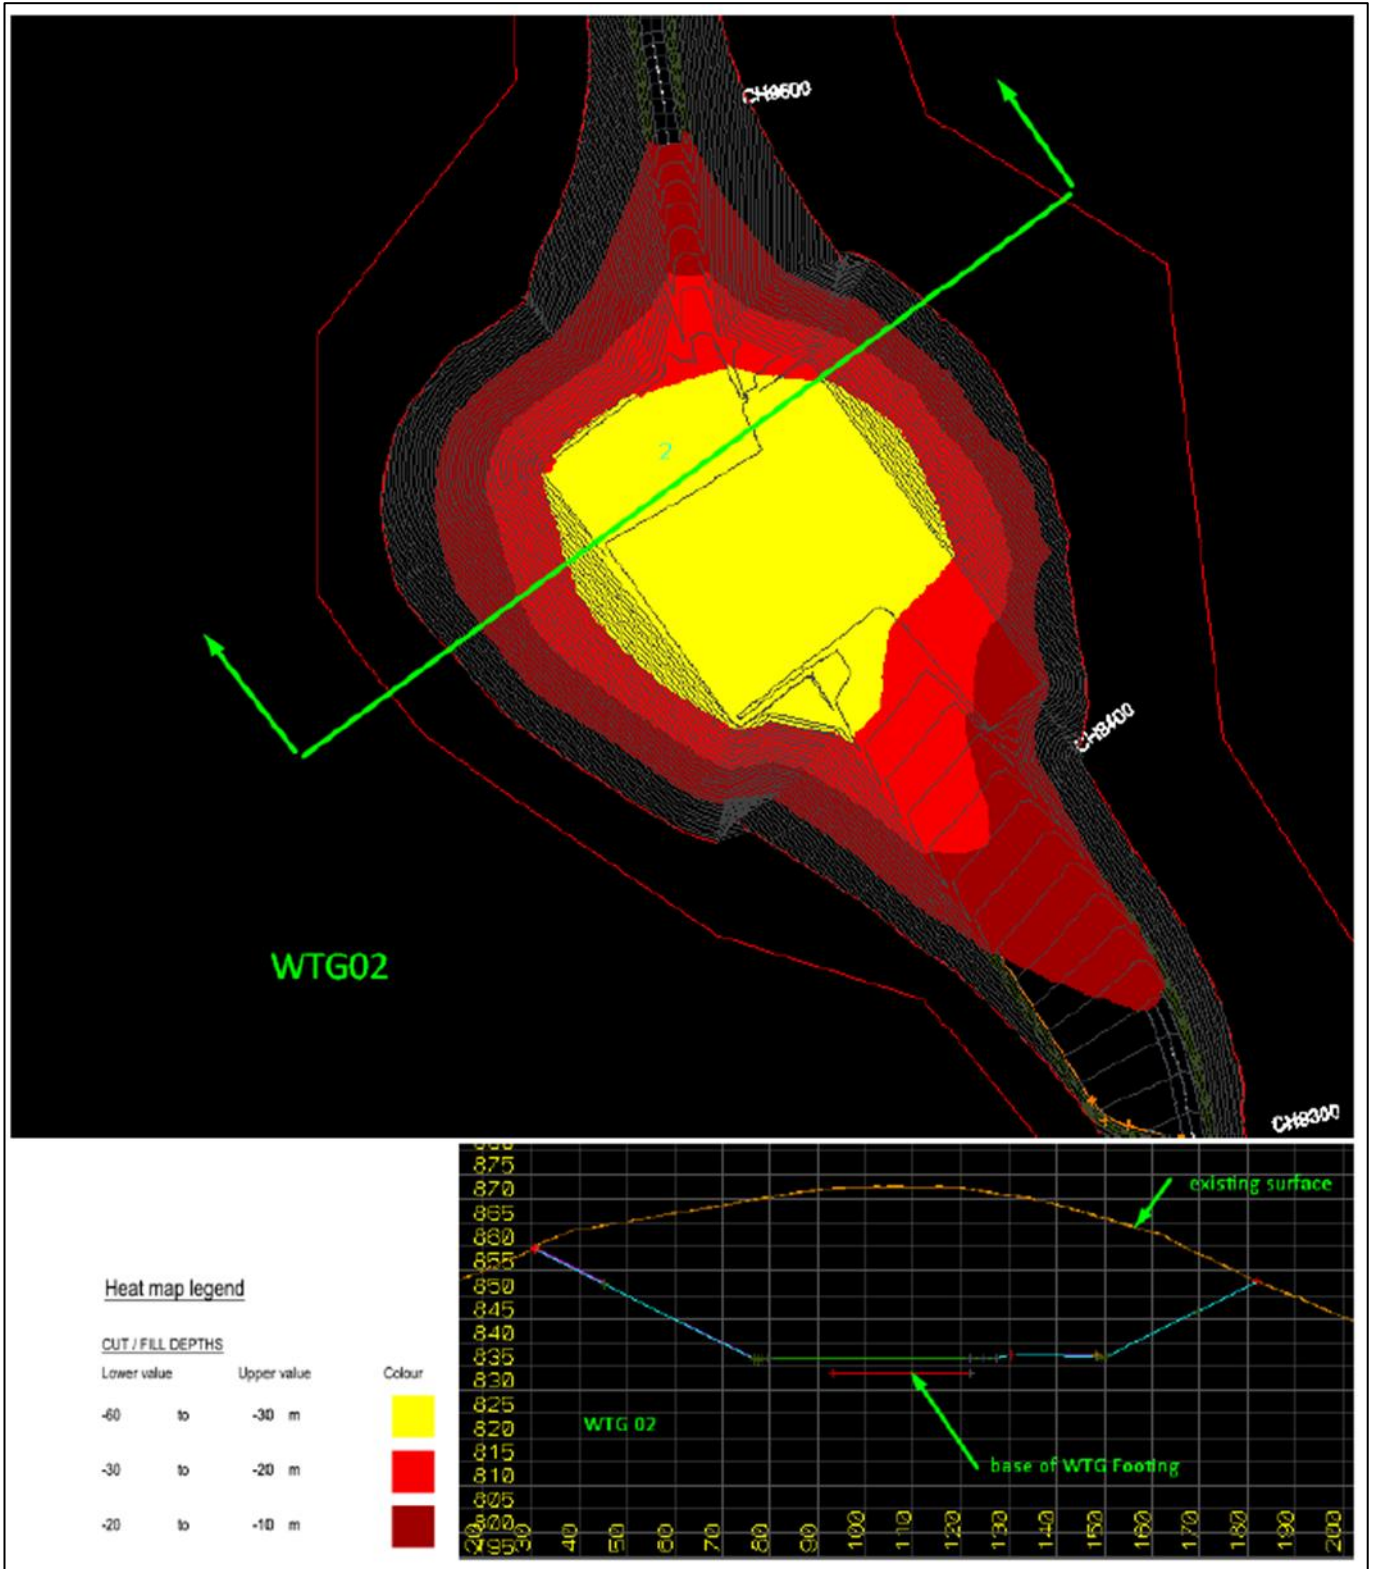 CH8600
2
CH8400
WTG02
CH8300
Heat map legend
CUT / FILL DEPTHS
Lower value Upper value Colour
-60 to -30 m
-30 to -20 m
-20 to -10 m
875
870
865
860
855
850
845
840
835
830
825
820
815
810
805
800
795
existing surface
WTG 02
base of WTG Footing
20 30 40 50 60 70 80 90 100 110 120 130 140 150 160 170 180 190 200